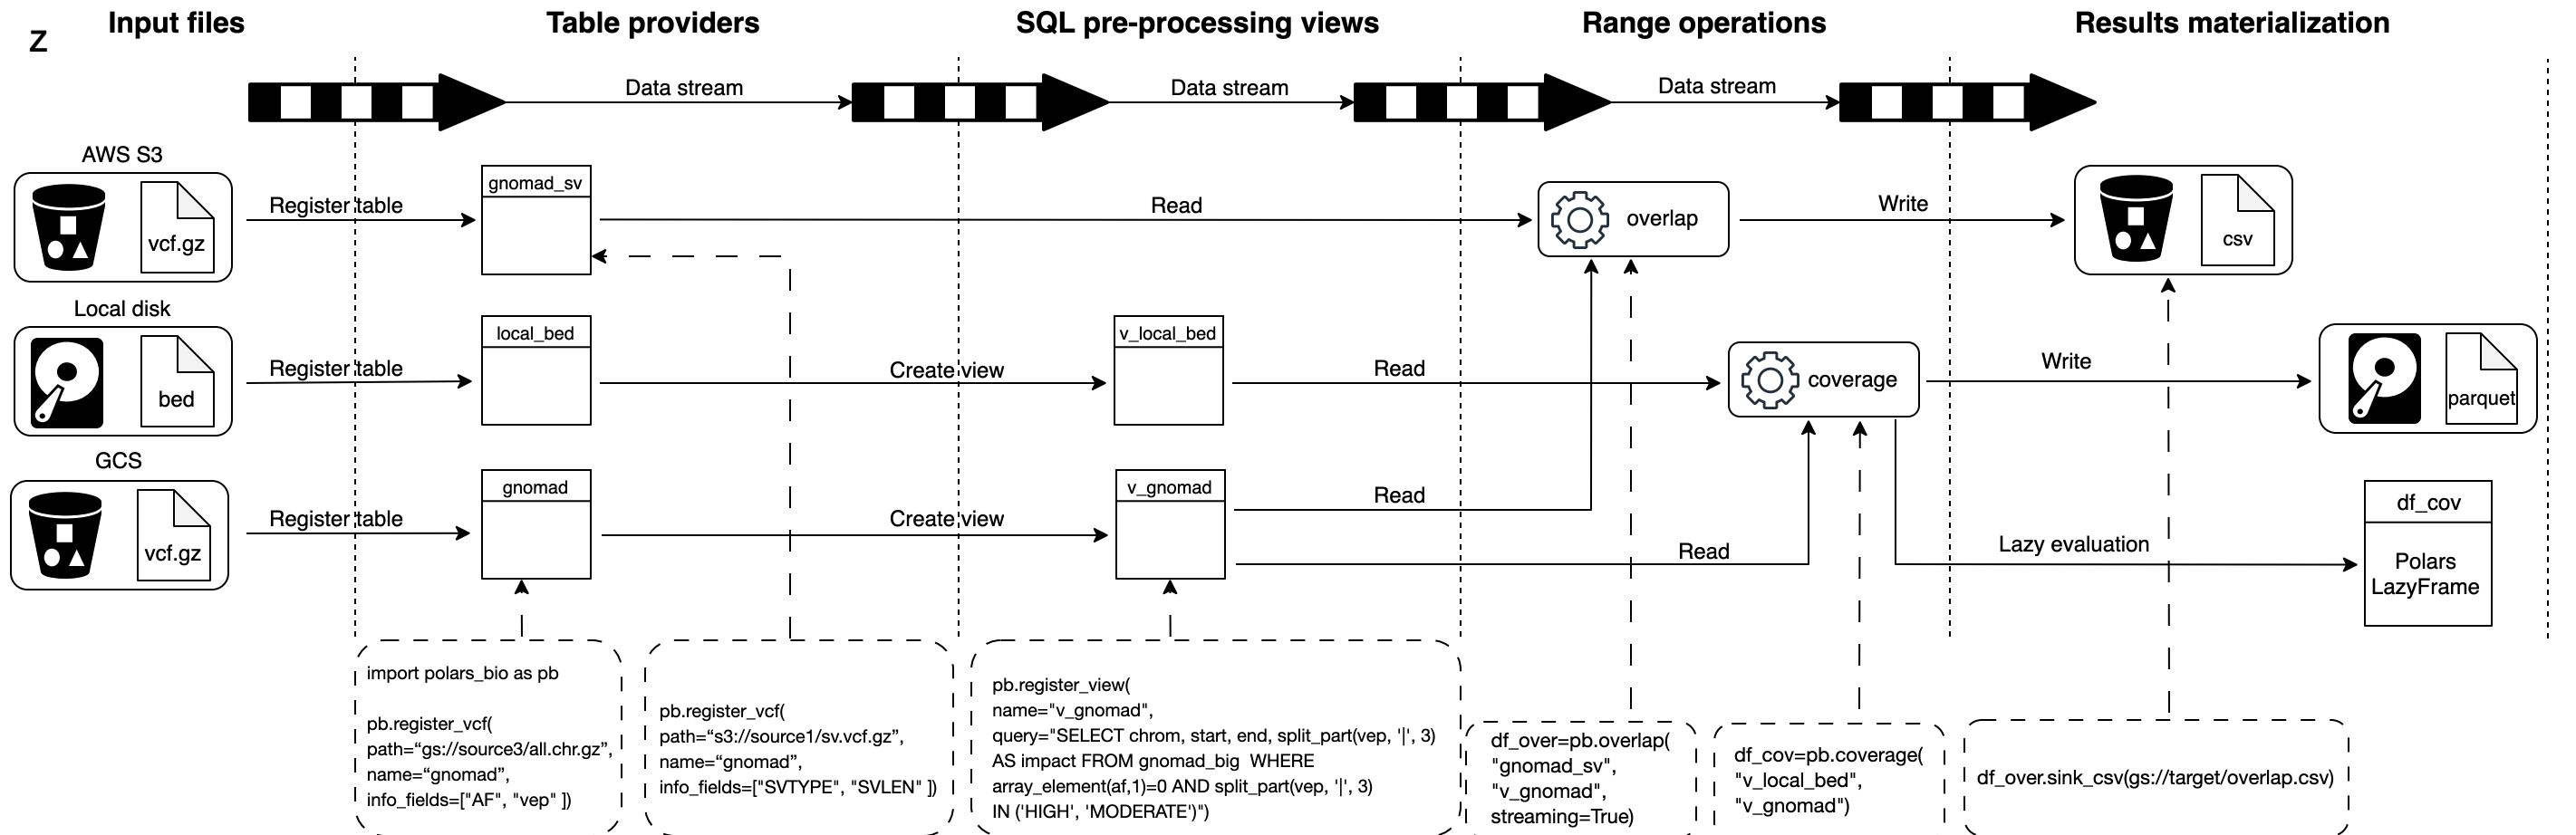 Z
Input files
Table providers
SQL pre-processing views
Range operations
Results materialization
Data stream
Data stream
Data stream
AWS S3
vcf.gz
Register table
gnomad_sv
Read
overlap
Write
csv
Local disk
bed
Register table
local_bed
Create view
v_local_bed
Read
coverage
Write
parquet
GCS
vcf.gz
Register table
gnomad
Create view
v_gnomad
Read
Read
Lazy evaluation
df_cov
Polars
LazyFrame
import polars_bio as pb
pb.register_vcf(
path=“gs://source3/all.chr.gz”,
name=“gnomad”,
info_fields=["AF", "vep" ])
pb.register_vcf(
path=“s3://source1/sv.vcf.gz”,
name=“gnomad”,
info_fields=["SVTYPE", "SVLEN" ])
pb.register_view(
name="v_gnomad",
query="SELECT chrom, start, end, split_part(vep, '|', 3)
AS impact FROM gnomad_big  WHERE
array_element(af,1)=0 AND split_part(vep, '|', 3)
IN ('HIGH', 'MODERATE')")
df_over=pb.overlap(
"gnomad_sv",
"v_gnomad",
streaming=True)
df_cov=pb.coverage(
"v_local_bed",
"v_gnomad")
df_over.sink_csv(gs://target/overlap.csv)